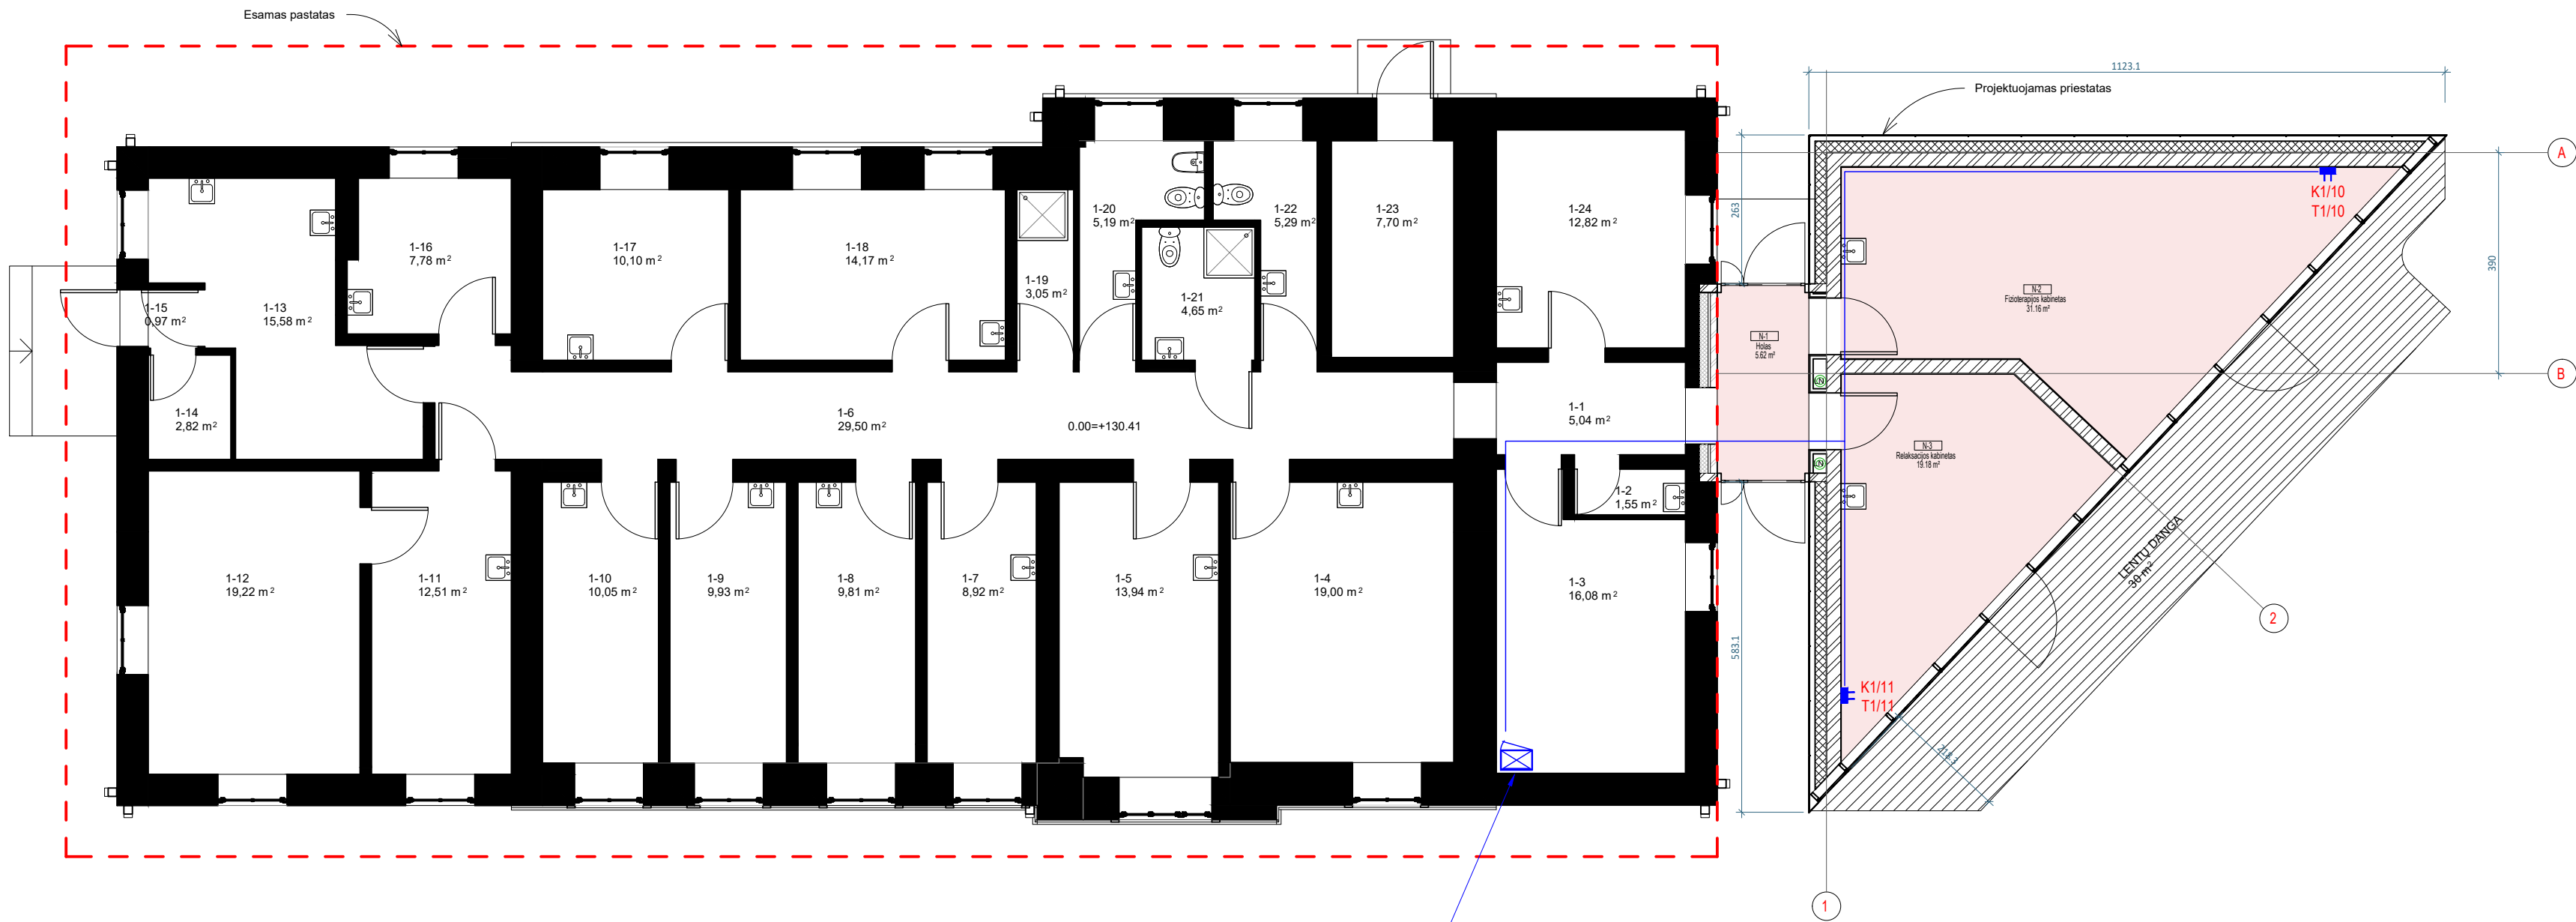 Esamas pastatas
1123.1
Projektuojamas priestatas
A
K1/10
T1/10
263
390
1-20
5,19 m²
1-22
5,29 m²
1-23
7,70 m²
1-24
12,82 m²
1-16
7,78 m²
1-17
10,10 m²
1-18
14,17 m²
1-19
3,05 m²
1-21
4,65 m²
1-15
0,97 m²
1-13
15,58 m²
N-2
Fizioterapijos kabinetas
31.16 m²
N-1
Holas
5.62 m²
B
LN
1-14
2,82 m²
1-6
29,50 m²
0.00=+130.41
1-1
5,04 m²
N-3
Relaksacijos kabinetas
19.18 m²
LN
1-2
1,55 m²
1-12
19,22 m²
1-11
12,51 m²
1-10
10,05 m²
1-9
9,93 m²
1-8
9,81 m²
1-7
8,92 m²
1-5
13,94 m²
1-4
19,00 m²
1-3
16,08 m²
LENTŲ DANGA
30 m²
2
583.1
K1/11
T1/11
218.3
1